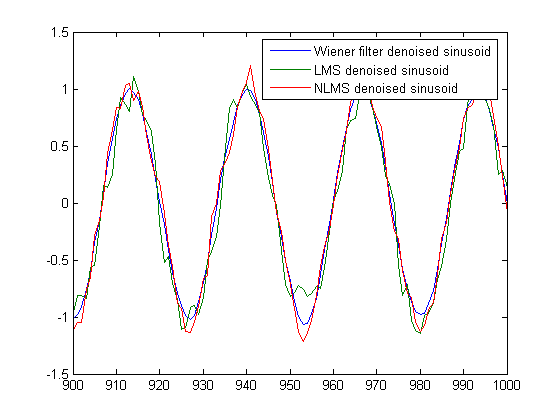 1.5
Wiener filter denoised sinusoid
LMS denoised sinusoid
NLMS denoised sinusoid
1
0.5
0
-0.5
-1
-1.5
900 910 920 930 940 950 960 970 980 990 1000